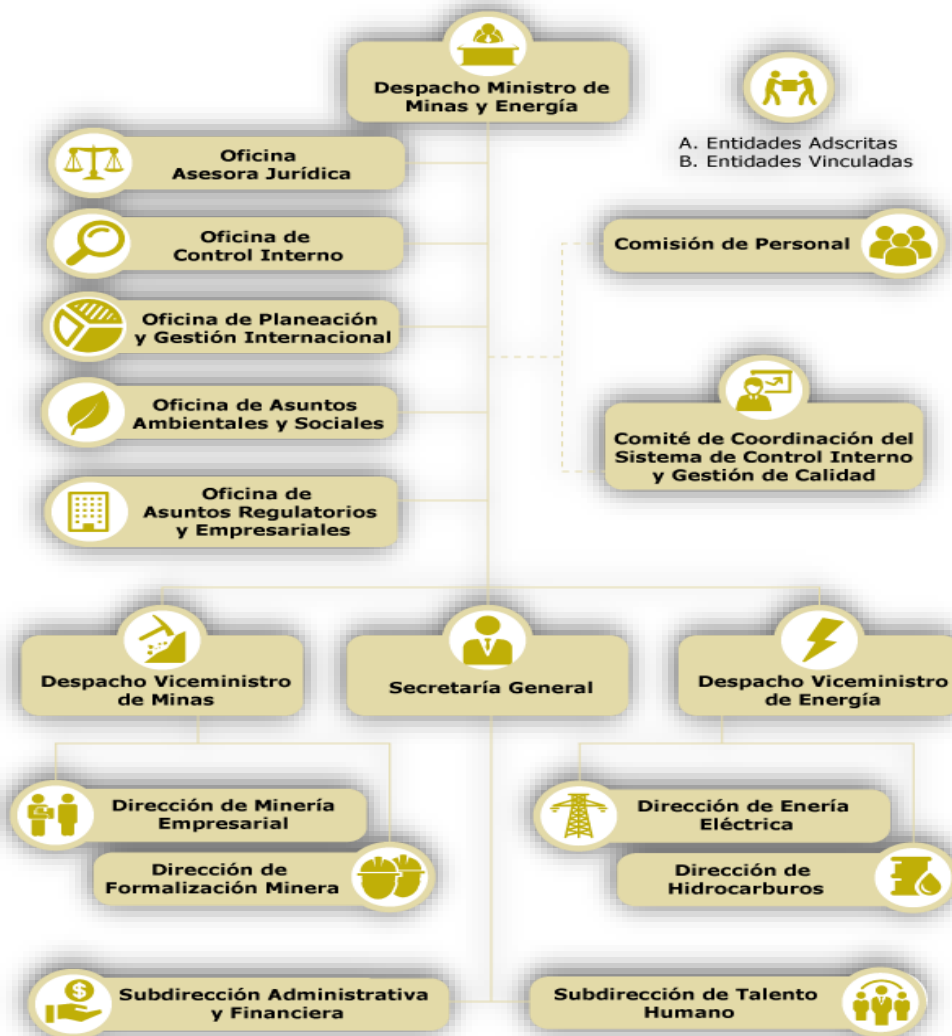 Despacho Ministro de
Minas y Energía
A. Entidades Adscritas
B. Entidades Vinculadas
Oficina
Asesora Jurídica
Oficina de
Control Interno
Comisión de Personal
Oficina de Planeación
y Gestión Internacional
Oficina de Asuntos
Ambientales y Sociales
Comité de Coordinación del
Sistema de Control Interno
y Gestión de Calidad
Oficina de
Asuntos Regulatorios
y Empresariales
Despacho Viceministro
de Minas
Secretaría General
Despacho Viceministro
de Energía
Dirección de Minería
Empresarial
Dirección de
Formalización Minera
Dirección de Enería
Eléctrica
Dirección de
Hidrocarburos
Subdirección Administrativa
y Financiera
Subdirección de Talento
Humano